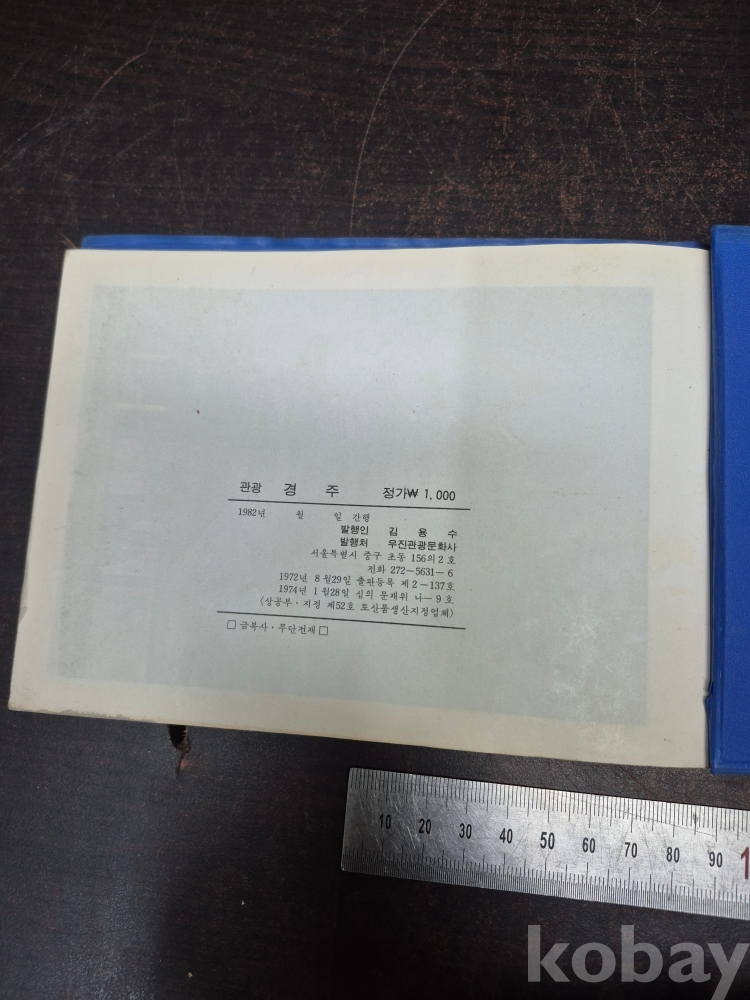 관광 경 주 정가₩ 1,000
1982년 월 일 간행
발행인 김 용 수
발행처 우진관광문화사
서울특별시 중구 초동 156의 2 호
전화 272-5631-6
1972년 8월29일 출판등록 제 2-137호
1974년 1월28일 심의 문재위 나-9호
(상공부·지정 제52호 토산품생산지정업체)
□ 금복사·무단전재 □
10 20 30 40 50 60 70 80 90 1
kobay